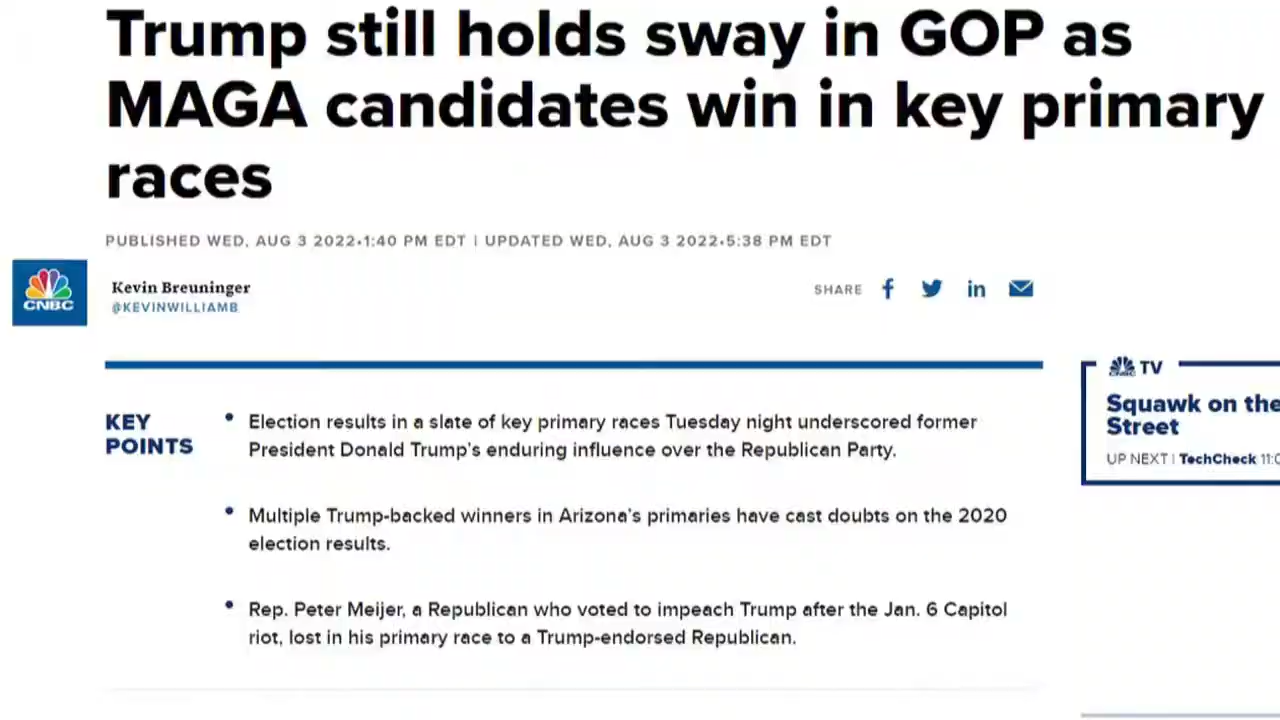 Trump still holds sway in GOP as
MAGA candidates win in key primary
races
PUBLISHED WED, AUG 3 2022•1:40 PM EDT | UPDATED WED, AUG 3 2022•5:38 PM EDT
CNBC
Kevin Breuninger
@KEVINWILLIAMB
SHARE
KEY
POINTS
• Election results in a slate of key primary races Tuesday night underscored former
President Donald Trump's enduring influence over the Republican Party.
• Multiple Trump-backed winners in Arizona's primaries have cast doubts on the 2020
election results.
• Rep. Peter Meijer, a Republican who voted to impeach Trump after the Jan. 6 Capitol
riot, lost in his primary race to a Trump-endorsed Republican.
CNBC TV
Squawk on the
Street
UP NEXT | TechCheck 11:0